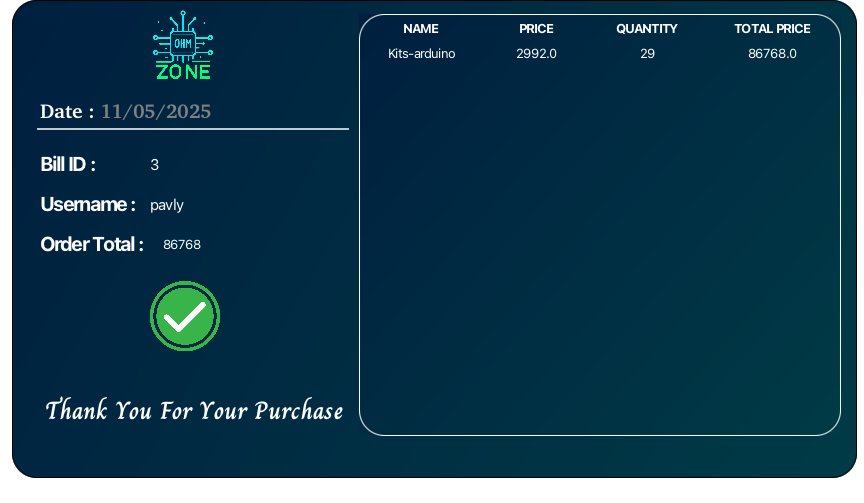 OHM
ZONE
Date : 11/05/2025
Bill ID : 3
Username : pavly
Order Total : 86768
Thank You For Your Purchase
NAME PRICE QUANTITY TOTAL PRICE
Kits-arduino 2992.0 29 86768.0